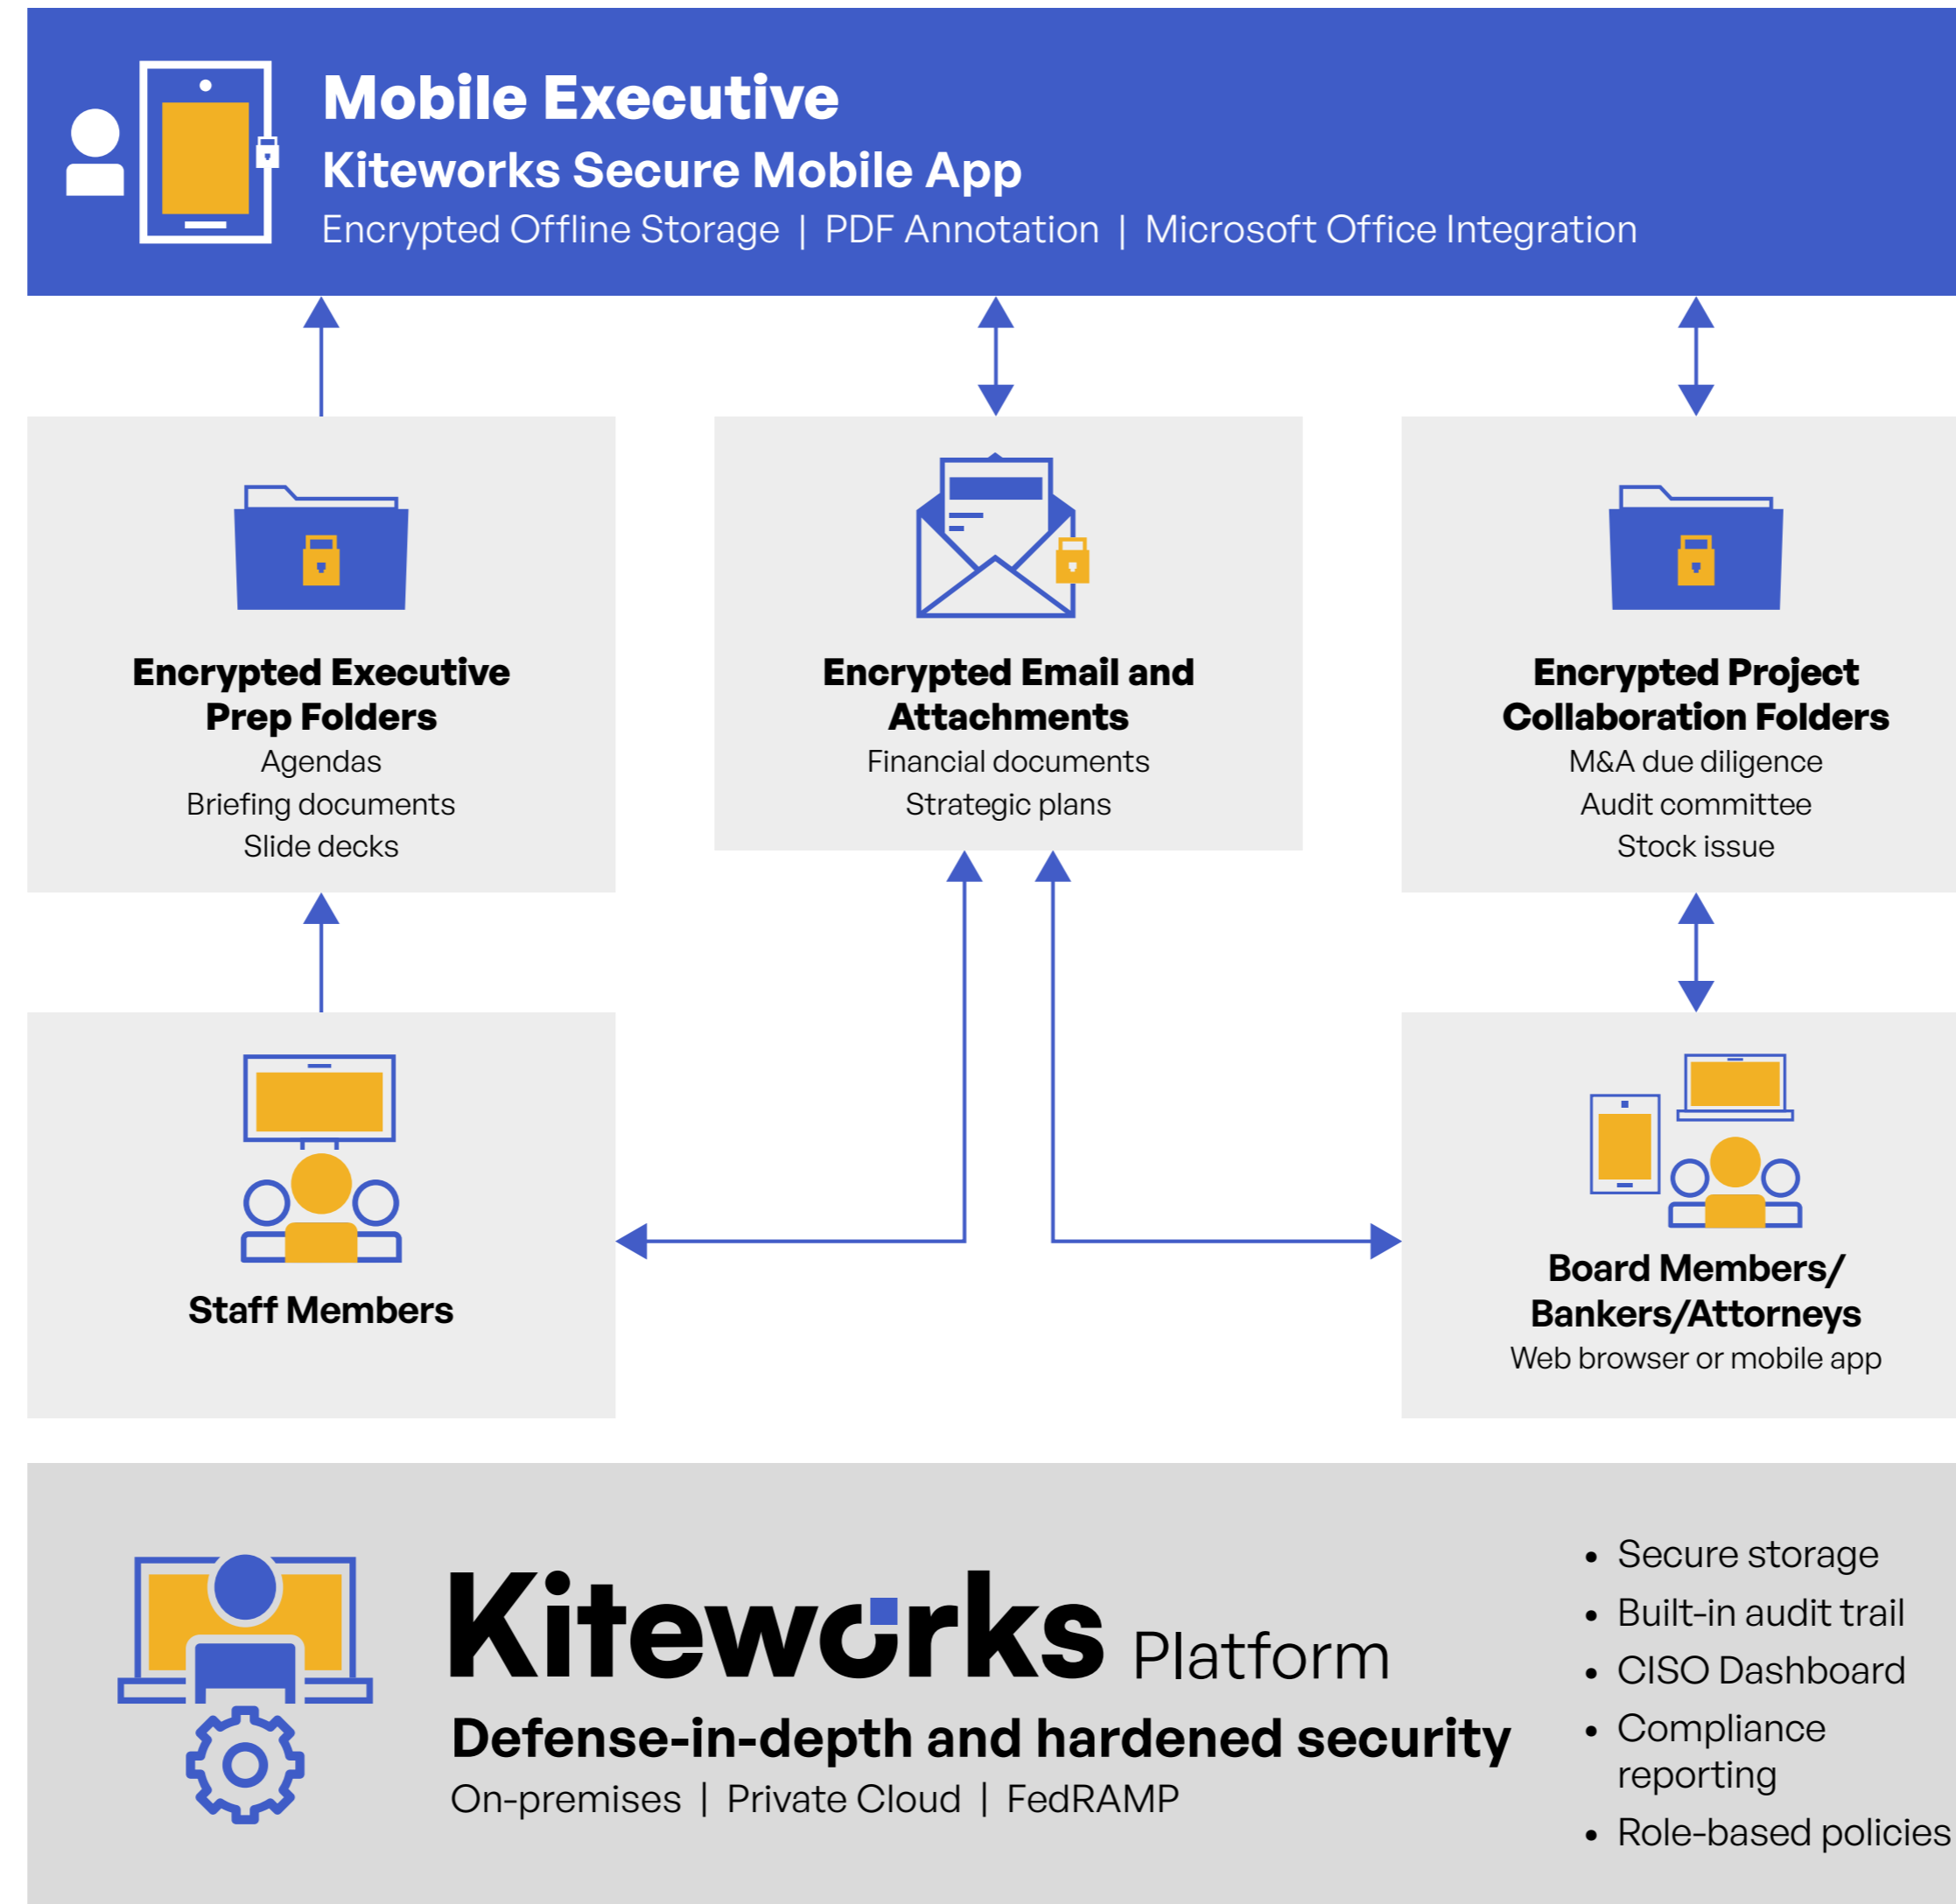 Mobile Executive
Kiteworks Secure Mobile App
Encrypted Offline Storage | PDF Annotation | Microsoft Office Integration
Encrypted Executive
Prep Folders
Agendas
Briefing documents
Slide decks
Encrypted Email and
Attachments
Financial documents
Strategic plans
Encrypted Project
Collaboration Folders
M&A due diligence
Audit committee
Stock issue
Staff Members
Board Members/
Bankers/Attorneys
Web browser or mobile app
Kiteworks Platform
Defense-in-depth and hardened security
On-premises | Private Cloud | FedRAMP
• Secure storage
• Built-in audit trail
• CISO Dashboard
• Compliance
reporting
• Role-based policies